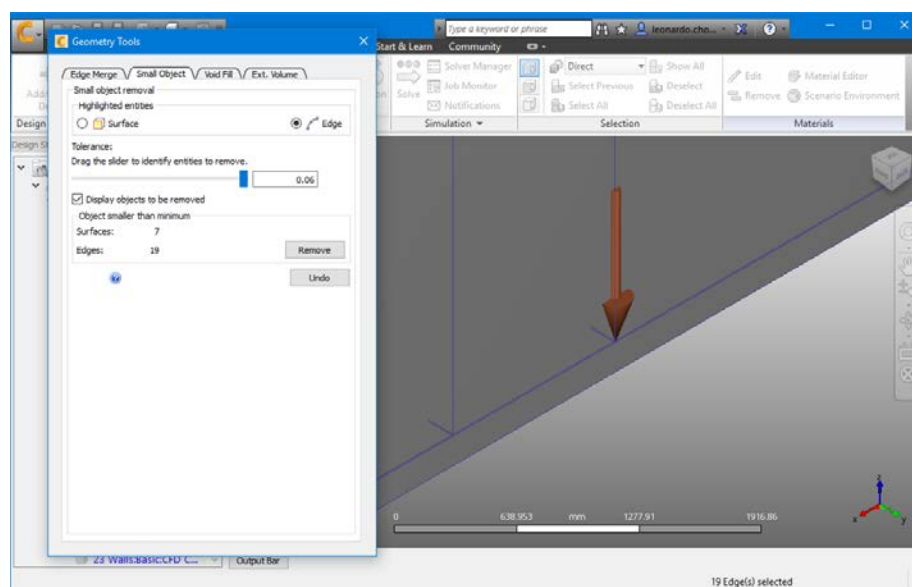 Geometry Tools
Type a keyword or phrase
leonardo.cho...
Start & Learn Community
Edge Merge Small Object Void Fill Ext. Volume
Small object removal
Highlighted entities
Surface Edge
Tolerance:
Drag the slider to identify entities to remove.
0.06
Display objects to be removed
Object smaller than minimum
Surfaces: 7
Edges: 19
Remove
Undo
Solve
Solver Manager
Job Monitor
Notifications
Simulation
Direct
Select Previous
Select All
Show All
Deselect
Deselect All
Selection
Edit
Remove
Material Editor
Scenario Environment
Materials
Design
Design
0 638.953 mm 1277.91 1916.86
z
x
y
Output Bar
19 Edge(s) selected